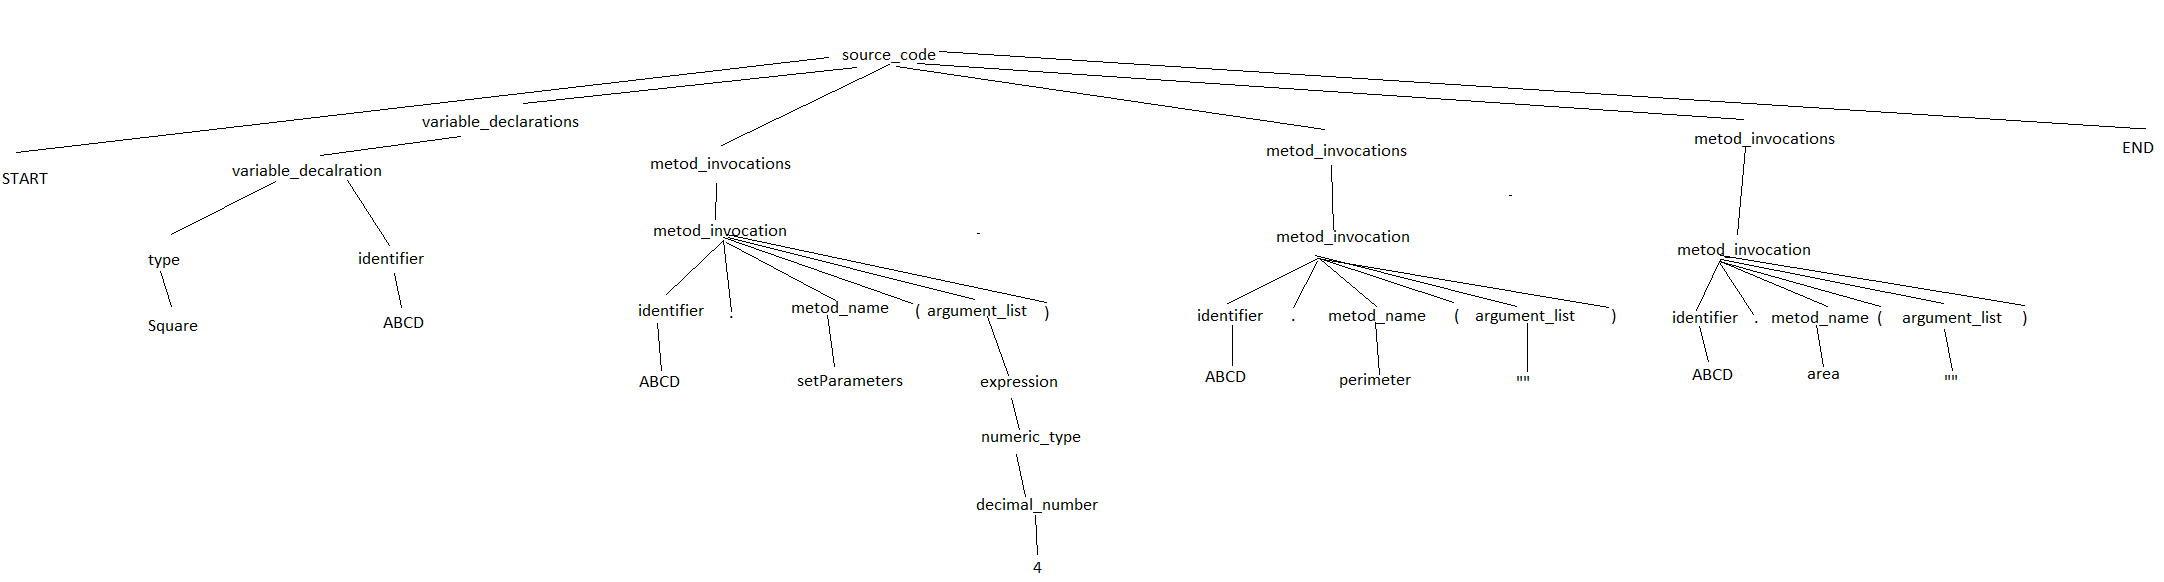 source_code
variable_declarations
metod_invocations
metod_invocations
metod_invocations
START
END
variable_decalration
metod_invocation
-
metod_invocation
-
metod_invocation
type
identifier
identifier . metod_name ( argument_list )
identifier . metod_name ( argument_list )
identifier . metod_name ( argument_list )
Square
ABCD
ABCD setParameters expression
ABCD perimeter ""
ABCD area ""
numeric_type
decimal_number
4